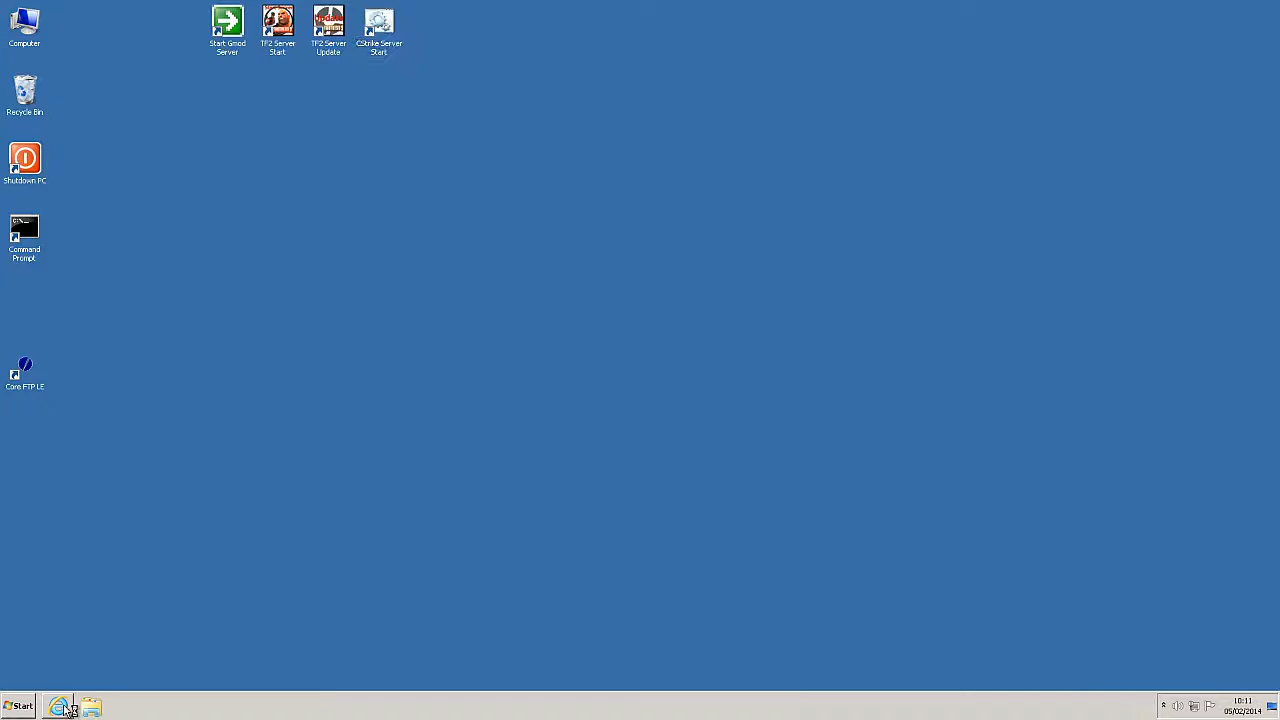 Computer
Start Gmod
Server
TF2 Server
Start
update
TF2 Server
Update
CStrike Server
Start
Recycle Bin
Shutdown PC
C:\_
Command
Prompt
Core FTP LE
Start
10:11
05/02/2014